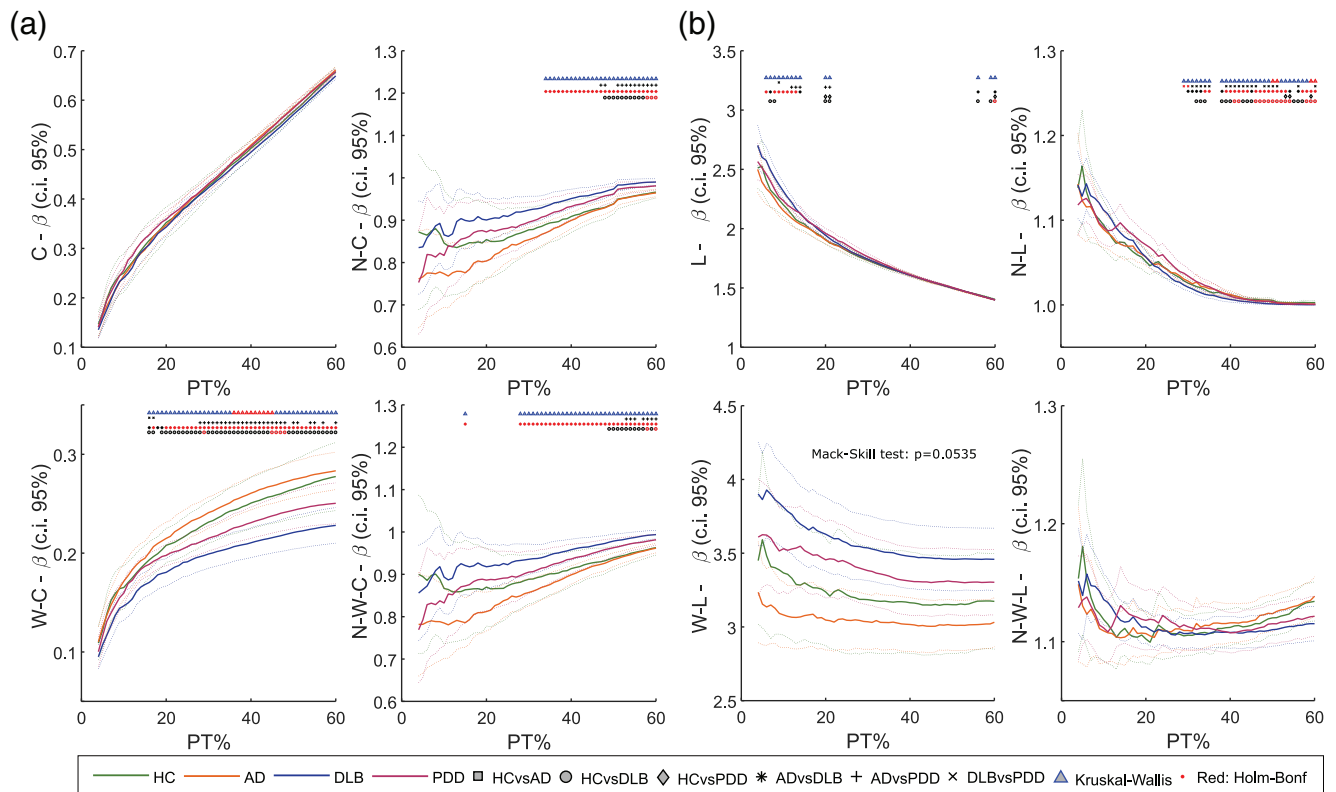 (a)
(b)
C - β (c.i. 95%)
0.7
0.6
0.5
0.4
0.3
0.2
0.1
0 20 40 60
PT%
N-C - β (c.i. 95%)
1.3
1.2
1.1
1
0.9
0.8
0.7
0.6
0 20 40 60
PT%
L - β (c.i. 95%)
3.5
3
2.5
2
1.5
1
0 20 40 60
PT%
N-L - β (c.i. 95%)
1.3
1.2
1.1
1.0
0 20 40 60
PT%
W-C - β (c.i. 95%)
0.3
0.2
0.1
0 20 40 60
PT%
N-W-C - β (c.i. 95%)
1.3
1.2
1.1
1
0.9
0.8
0.7
0.6
0 20 40 60
PT%
W-L - β (c.i. 95%)
4.5
4
3.5
3
2.5
Mack-Skill test: p=0.0535
0 20 40 60
PT%
N-W-L - β (c.i. 95%)
1.3
1.2
1.1
0 20 40 60
PT%
HC AD DLB PDD HCvsAD HCvsDLB HCvsPDD ADvsDLB ADvsPDD DLBvsPDD Kruskal-Wallis Red: Holm-Bonf